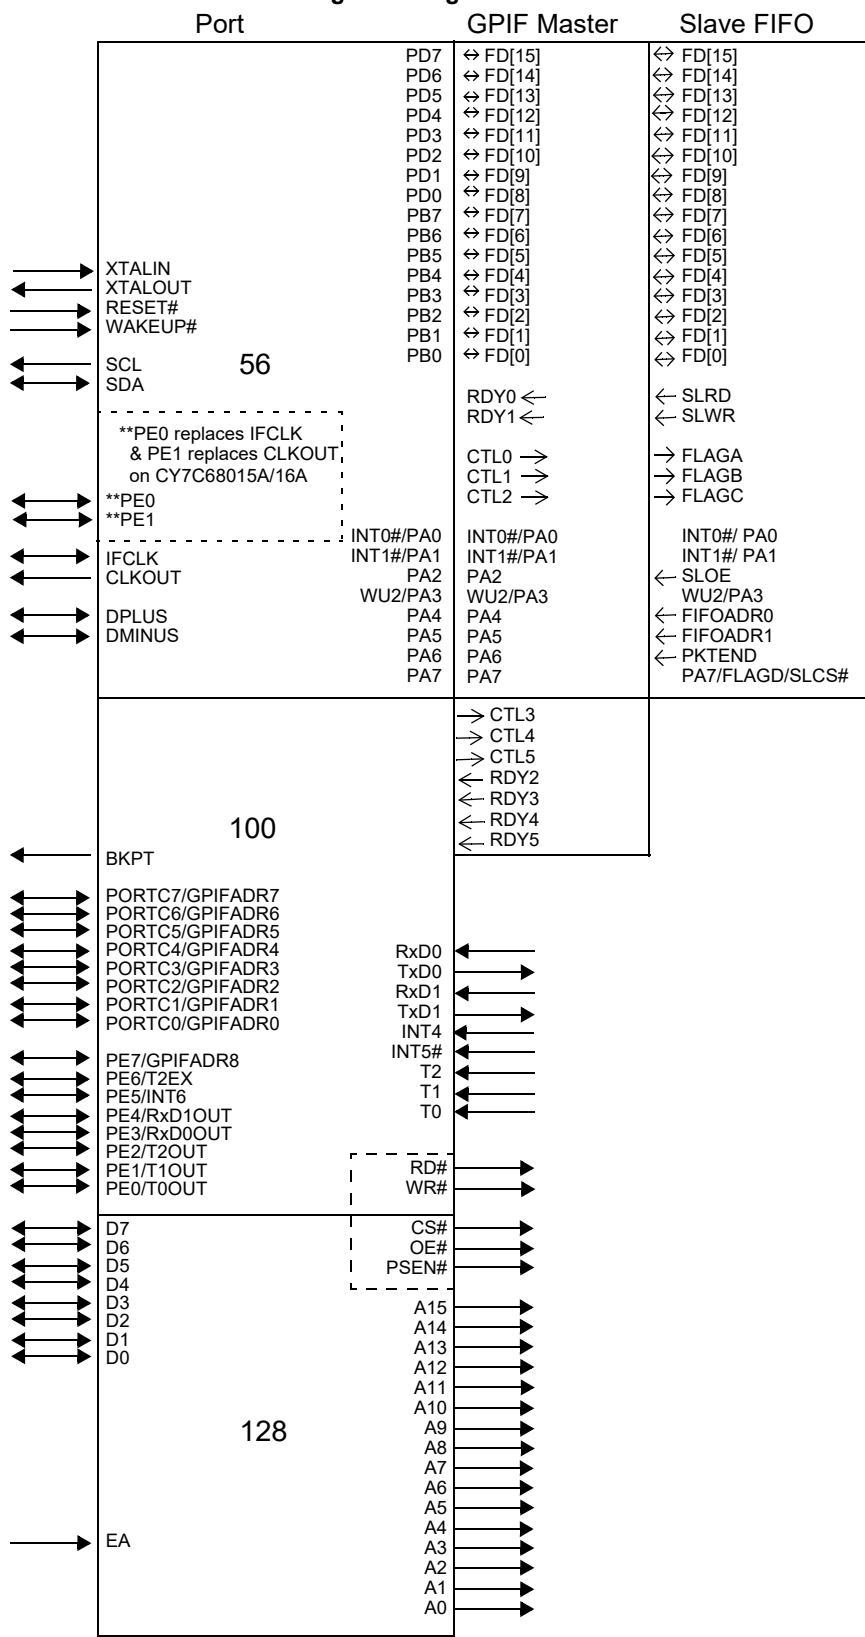 Port GPIF Master Slave FIFO
PD7 ↔ FD[15] ↔ FD[15]
PD6 ↔ FD[14] ↔ FD[14]
PD5 ↔ FD[13] ↔ FD[13]
PD4 ↔ FD[12] ↔ FD[12]
PD3 ↔ FD[11] ↔ FD[11]
PD2 ↔ FD[10] ↔ FD[10]
PD1 ↔ FD[9] ↔ FD[9]
PD0 ↔ FD[8] ↔ FD[8]
PB7 ↔ FD[7] ↔ FD[7]
PB6 ↔ FD[6] ↔ FD[6]
PB5 ↔ FD[5] ↔ FD[5]
PB4 ↔ FD[4] ↔ FD[4]
PB3 ↔ FD[3] ↔ FD[3]
PB2 ↔ FD[2] ↔ FD[2]
PB1 ↔ FD[1] ↔ FD[1]
PB0 ↔ FD[0] ↔ FD[0]
XTALIN
XTALOUT
RESET#
WAKEUP#
SCL
SDA
56
RDY0 ← ← SLRD
RDY1 ← ← SLWR
CTL0 → → FLAGA
CTL1 → → FLAGB
CTL2 → → FLAGC
**PE0 replaces IFCLK
& PE1 replaces CLKOUT
on CY7C68015A/16A
**PE0
**PE1
IFCLK
CLKOUT
DPLUS
DMINUS
INT0#/PA0 INT0#/PA0 INT0#/ PA0
INT1#/PA1 INT1#/PA1 INT1#/ PA1
PA2 PA2 ← SLOE
WU2/PA3 WU2/PA3 WU2/PA3
PA4 PA4 ← FIFOADR0
PA5 PA5 ← FIFOADR1
PA6 PA6 ← PKTEND
PA7 PA7 PA7/FLAGD/SLCS#
→ CTL3
→ CTL4
→ CTL5
← RDY2
← RDY3
← RDY4
← RDY5
100
BKPT
PORTC7/GPIFADR7
PORTC6/GPIFADR6
PORTC5/GPIFADR5
PORTC4/GPIFADR4
PORTC3/GPIFADR3
PORTC2/GPIFADR2
PORTC1/GPIFADR1
PORTC0/GPIFADR0
PE7/GPIFADR8
PE6/T2EX
PE5/INT6
PE4/RxD1OUT
PE3/RxD0OUT
PE2/T2OUT
PE1/T1OUT
PE0/T0OUT
RxD0
TxD0
RxD1
TxD1
INT4
INT5#
T2
T1
T0
RD#
WR#
CS#
OE#
PSEN#
D7
D6
D5
D4
D3
D2
D1
D0
128
EA
A15
A14
A13
A12
A11
A10
A9
A8
A7
A6
A5
A4
A3
A2
A1
A0